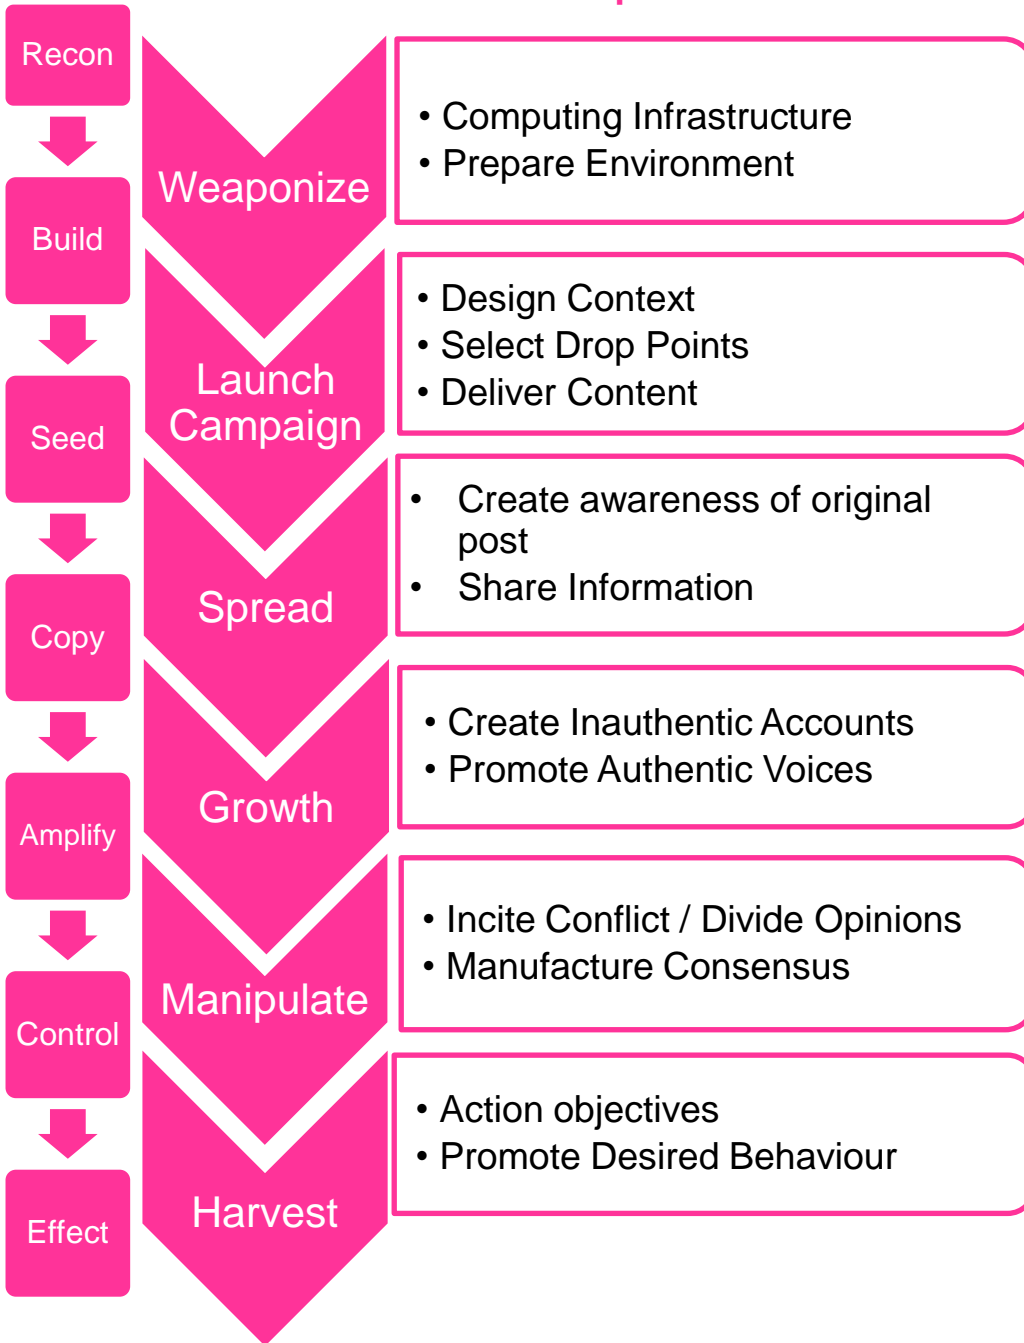 Recon
Build
Seed
Copy
Amplify
Control
Effect
Weaponize
• Computing Infrastructure
• Prepare Environment
Launch
Campaign
• Design Context
• Select Drop Points
• Deliver Content
Spread
• Create awareness of original
post
• Share Information
Growth
• Create Inauthentic Accounts
• Promote Authentic Voices
Manipulate
• Incite Conflict / Divide Opinions
• Manufacture Consensus
Harvest
• Action objectives
• Promote Desired Behaviour